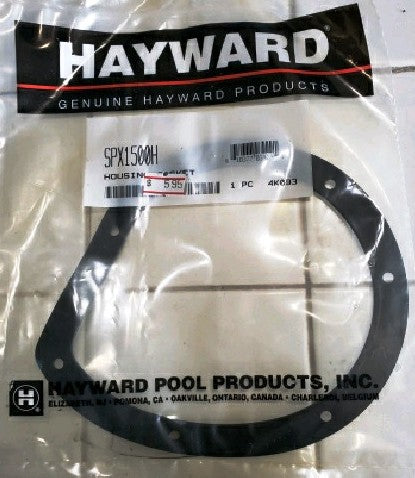 HAYWARD®
GENUINE HAYWARD PRODUCTS
SPX1500H
HOUSING GASKET
$ 5.95
1 PC 4K093
H
HAYWARD POOL PRODUCTS, INC.
ELIZABETH, NJ • POMONA, CA • OAKVILLE, ONTARIO, CANADA • CHARLEROI, BELGIUM